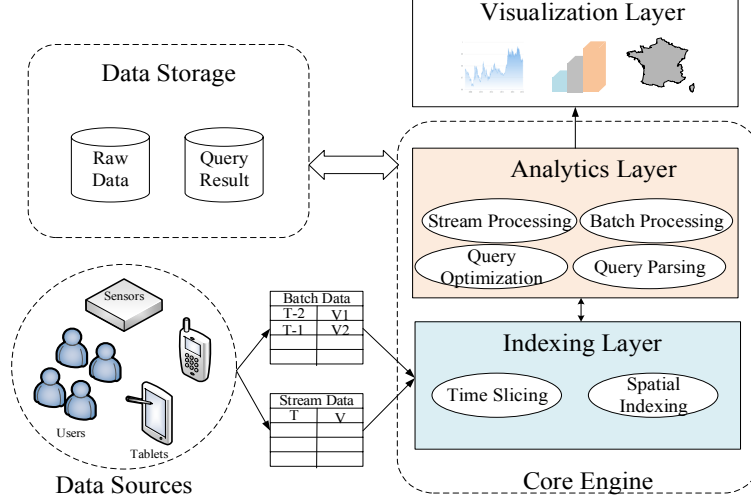 Visualization Layer
Data Storage
Raw
Data
Query
Result
Analytics Layer
Stream Processing
Batch Processing
Query
Optimization
Query Parsing
Sensors
Users
Tablets
Data Sources
Batch Data
T-2 V1
T-1 V2
Stream Data
T V
Indexing Layer
Time Slicing
Spatial
Indexing
Core Engine